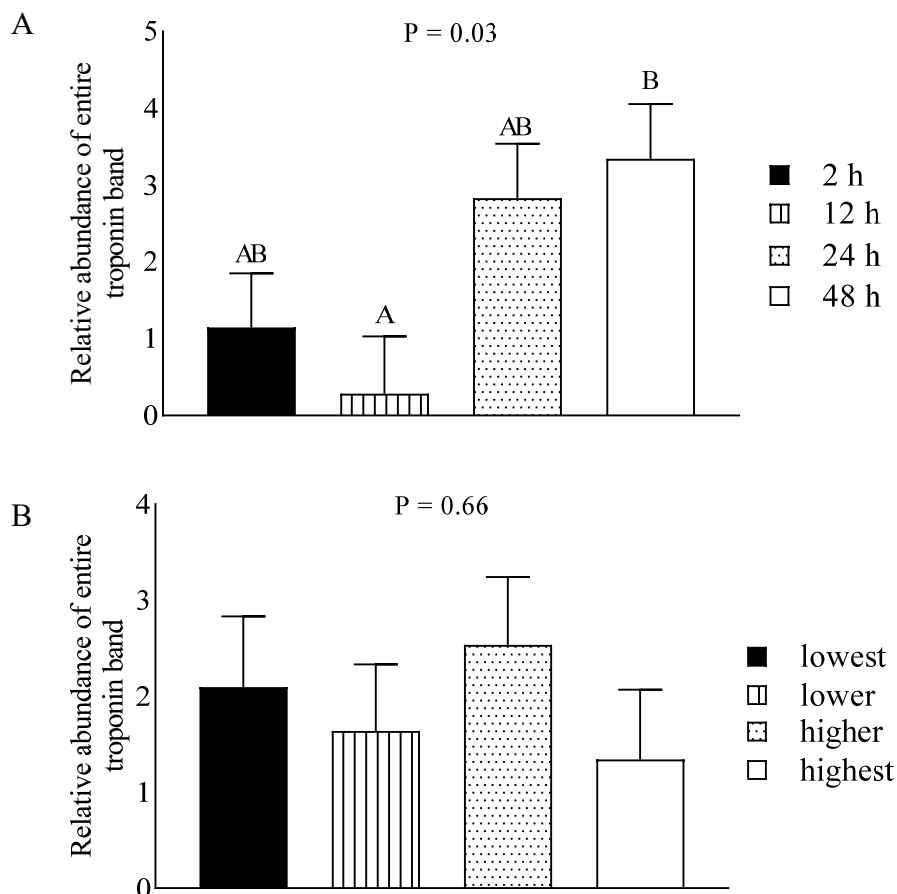 A
P = 0.03
Relative abundance of entire
troponin band
5
4
3
2
1
0
AB
A
AB
B
2 h
12 h
24 h
48 h
B
P = 0.66
Relative abundance of entire
troponin band
4
3
2
1
0
lowest
lower
higher
highest